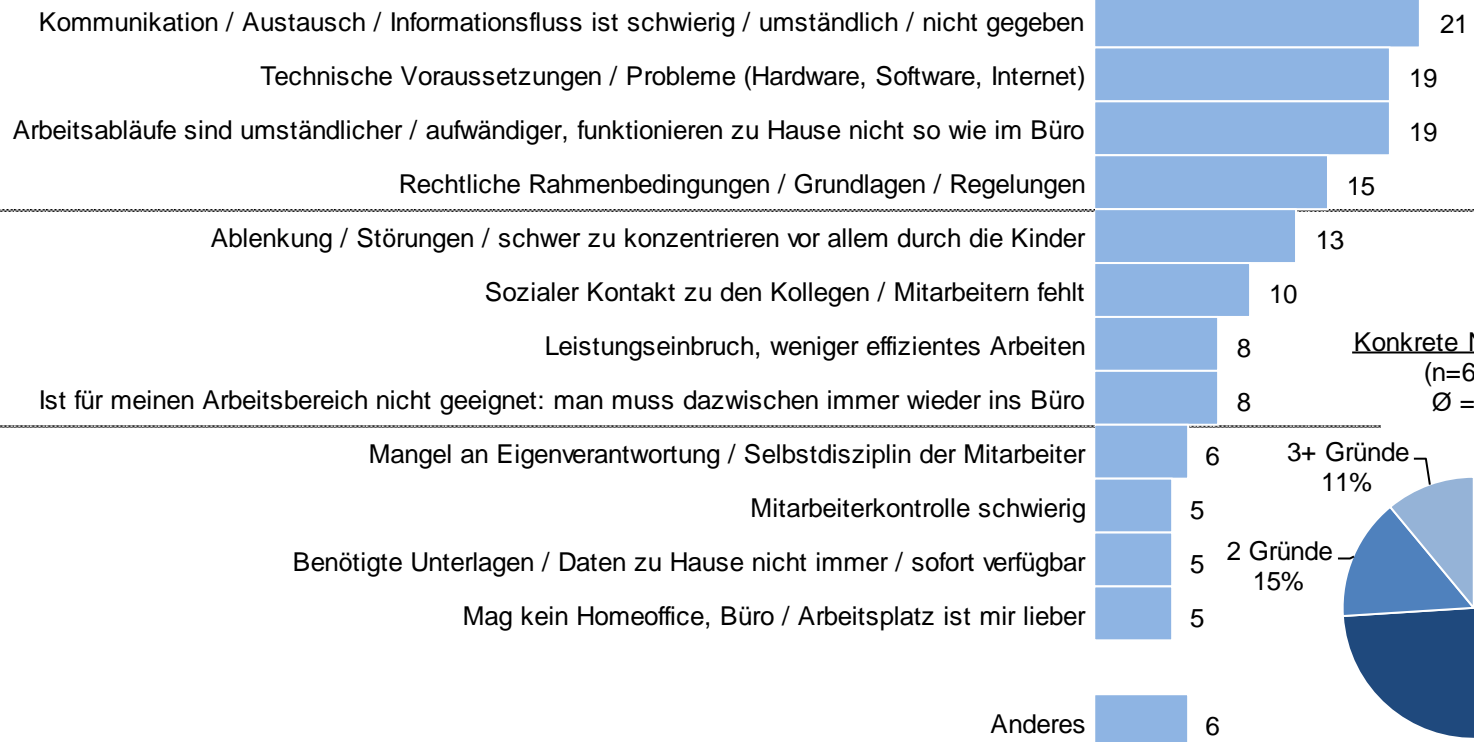 Kommunikation / Austausch / Informationsfluss ist schwierig / umständlich / nicht gegeben 21
Technische Voraussetzungen / Probleme (Hardware, Software, Internet) 19
Arbeitsabläufe sind umständlicher / aufwändiger, funktionieren zu Hause nicht so wie im Büro 19
Rechtliche Rahmenbedingungen / Grundlagen / Regelungen 15
Ablenkung / Störungen / schwer zu konzentrieren vor allem durch die Kinder 13
Sozialer Kontakt zu den Kollegen / Mitarbeitern fehlt 10
Leistungseinbruch, weniger effizientes Arbeiten 8
Ist für meinen Arbeitsbereich nicht geeignet: man muss dazwischen immer wieder ins Büro 8
Mangel an Eigenverantwortung / Selbstdisziplin der Mitarbeiter 6
Mitarbeiterkontrolle schwierig 5
Benötigte Unterlagen / Daten zu Hause nicht immer / sofort verfügbar 5
Mag kein Homeoffice, Büro / Arbeitsplatz ist mir lieber 5
Anderes 6
Konkrete
(n=6
Ø =
3+ Gründe
11%
2 Gründe
15%